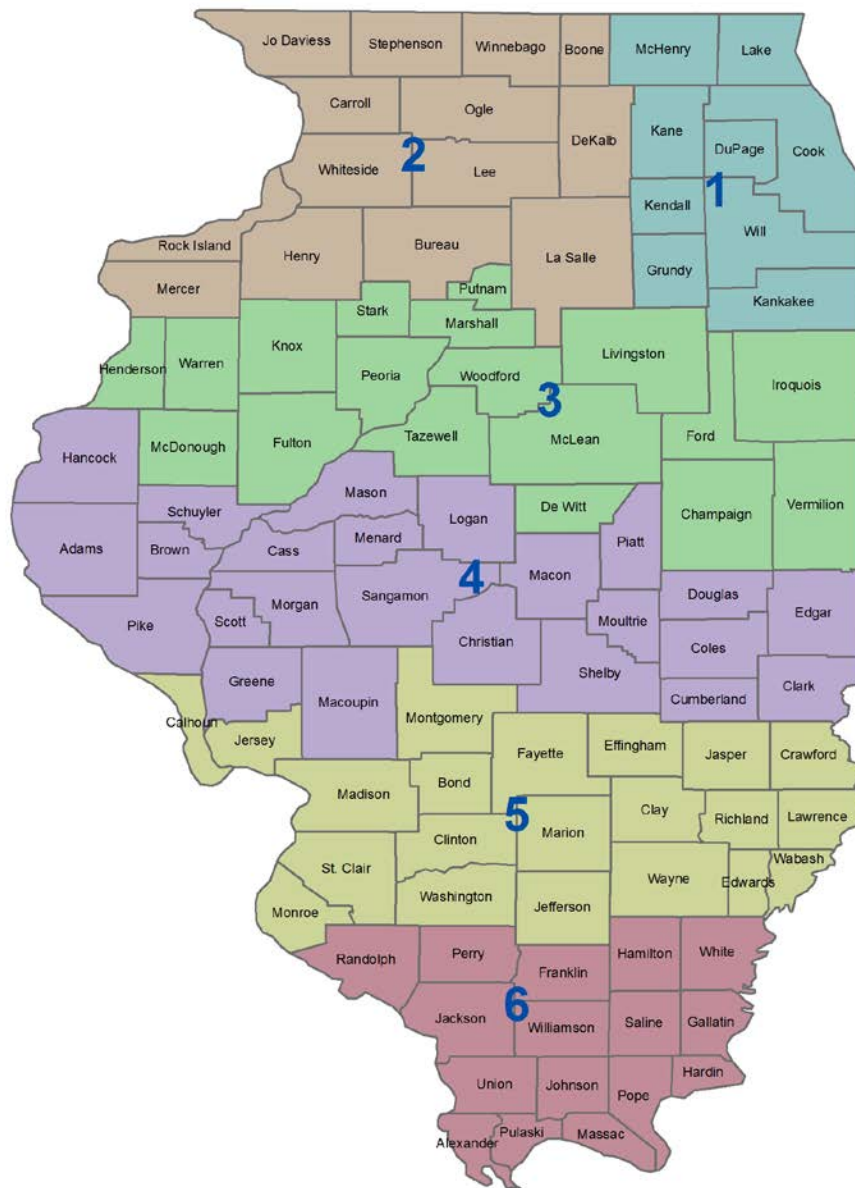 Jo Daviess
Stephenson
Winnebago
Boone
McHenry
Lake
Carroll
Ogle
DeKalb
Kane
DuPage
Cook
2
Whiteside
Lee
1
Kendall
Will
Rock Island
Henry
Bureau
La Salle
Grundy
Mercer
Putnam
Kankakee
Stark
Marshall
Henderson
Warren
Knox
Peoria
Woodford
Livingston
Iroquois
3
McDonough
Fulton
Tazewell
McLean
Ford
Hancock
Mason
Schuyler
Logan
De Witt
Champaign
Vermilion
Adams
Brown
Cass
Menard
Piatt
4
Macon
Sangamon
Douglas
Edgar
Pike
Scott
Morgan
Christian
Moultrie
Coles
Greene
Macoupin
Shelby
Cumberland
Clark
Calhoun
Jersey
Montgomery
Fayette
Effingham
Jasper
Crawford
Madison
Bond
5
Clay
Richland
Lawrence
Clinton
Marion
St. Clair
Wabash
Washington
Wayne
Edwards
Monroe
Jefferson
Randolph
Perry
Franklin
Hamilton
White
6
Jackson
Williamson
Saline
Gallatin
Union
Johnson
Pope
Hardin
Alexander
Pulaski
Massac